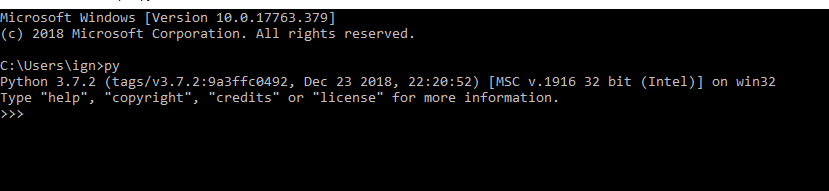 Microsoft Windows [Version 10.0.17763.379]
(c) 2018 Microsoft Corporation. All rights reserved.
C:\Users\ign>py
Python 3.7.2 (tags/v3.7.2:9a3ffc0492, Dec 23 2018, 22:20:52) [MSC v.1916 32 bit (Intel)] on win32
Type "help", "copyright", "credits" or "license" for more information.
>>>